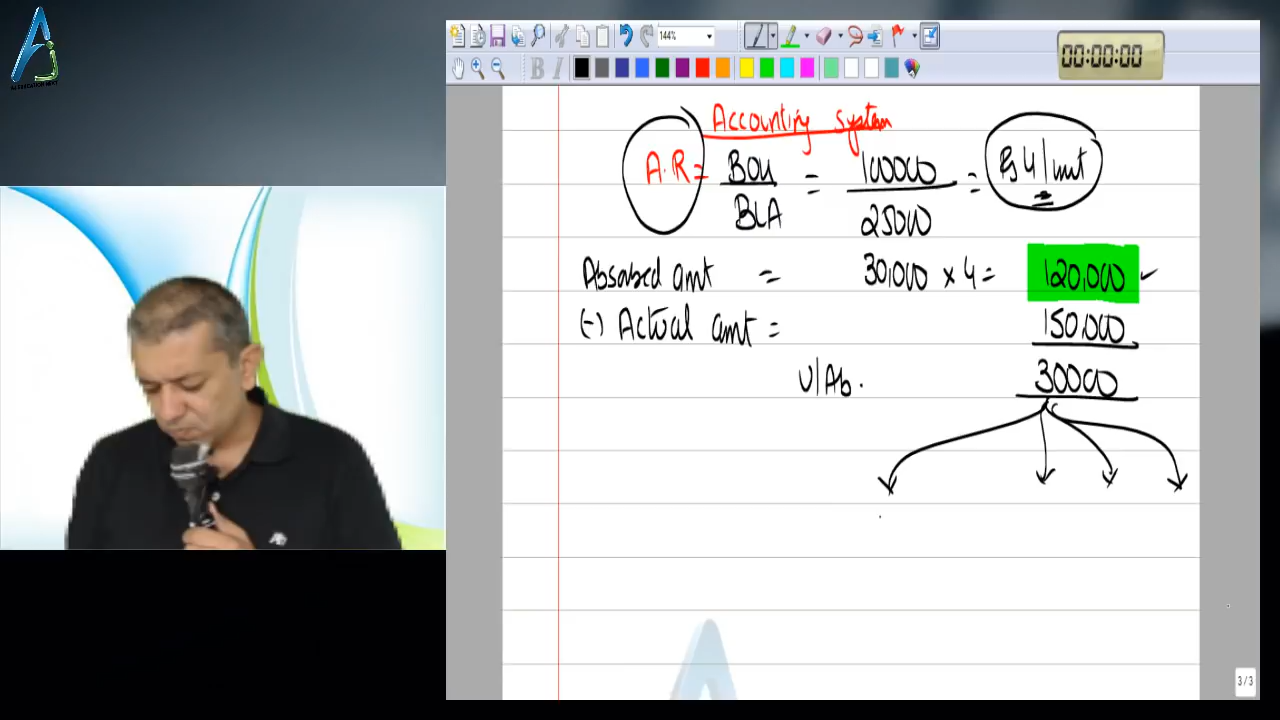 144%
00:00:00
Accounting system
A.R = BOH / BLA = 100000 / 25000 = Rs 4/unit
Absorbed amt = 30,000 x 4 = 120,000 ✓
(-) Actual amt = 150,000
U/Ab. 30000
3/3